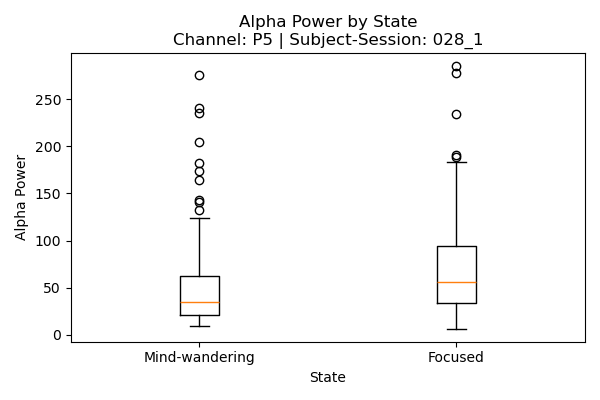 Alpha Power by State
Channel: P5 | Subject-Session: 028_1
Alpha Power
250
200
150
100
50
0
Mind-wandering
Focused
State